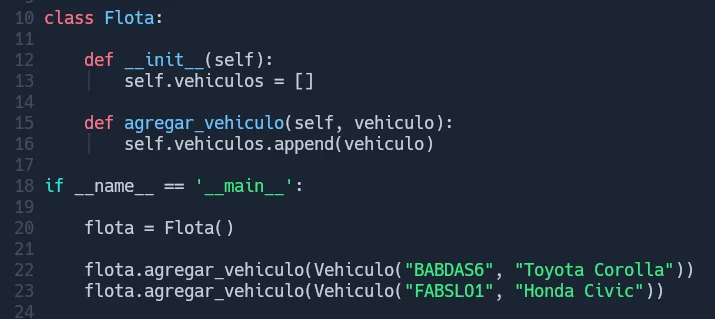 10 class Flota:
11
12     def __init__(self):
13         self.vehiculos = []
14
15     def agregar_vehiculo(self, vehiculo):
16         self.vehiculos.append(vehiculo)
17
18 if __name__ == '__main__':
19
20     flota = Flota()
21
22     flota.agregar_vehiculo(Vehiculo("BABDAS6", "Toyota Corolla"))
23     flota.agregar_vehiculo(Vehiculo("FABSLO1", "Honda Civic"))
24